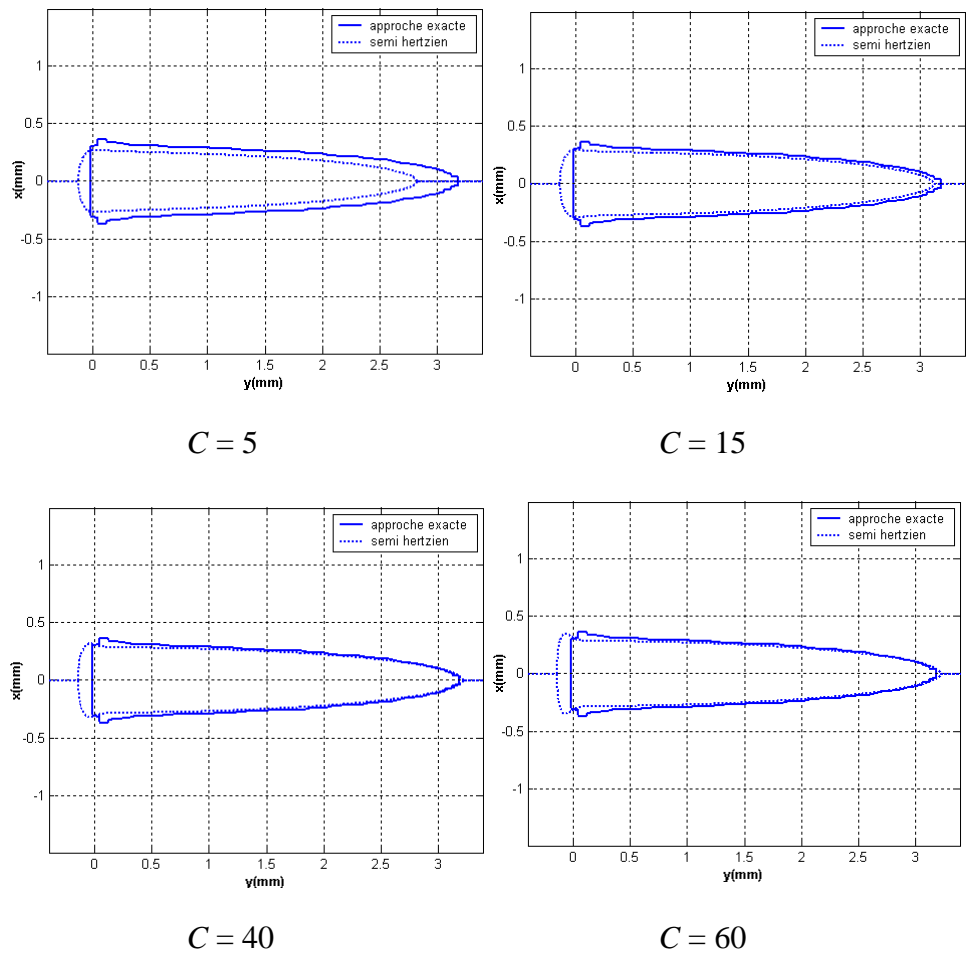 approche exacte
semi hertzien
1
0.5
0
-0.5
-1
x(mm)
0 0.5 1 1.5 2 2.5 3
y(mm)
C = 5
approche exacte
semi hertzien
1
0.5
0
-0.5
-1
x(mm)
0 0.5 1 1.5 2 2.5 3
y(mm)
C = 15
approche exacte
semi hertzien
1
0.5
0
-0.5
-1
x(mm)
0 0.5 1 1.5 2 2.5 3
y(mm)
C = 40
approche exacte
semi hertzien
1
0.5
0
-0.5
-1
x(mm)
0 0.5 1 1.5 2 2.5 3
y(mm)
C = 60